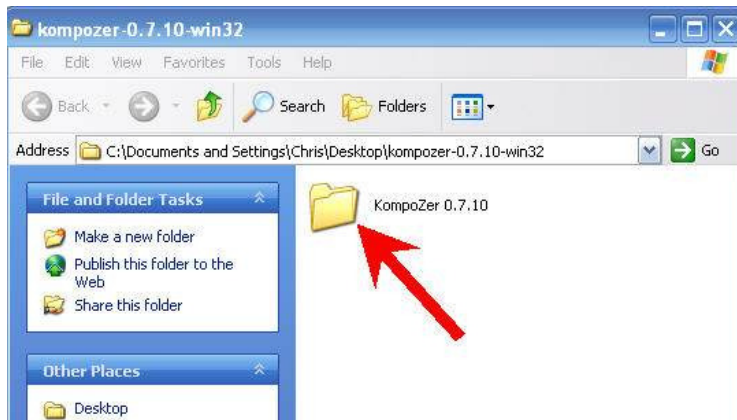 kompozer-0.7.10-win32
File Edit View Favorites Tools Help
Back Search Folders
Address C:\Documents and Settings\Chris\Desktop\kompozer-0.7.10-win32 Go
File and Folder Tasks
Make a new folder
Publish this folder to the
Web
Share this folder
Other Places
Desktop
KompoZer 0.7.10